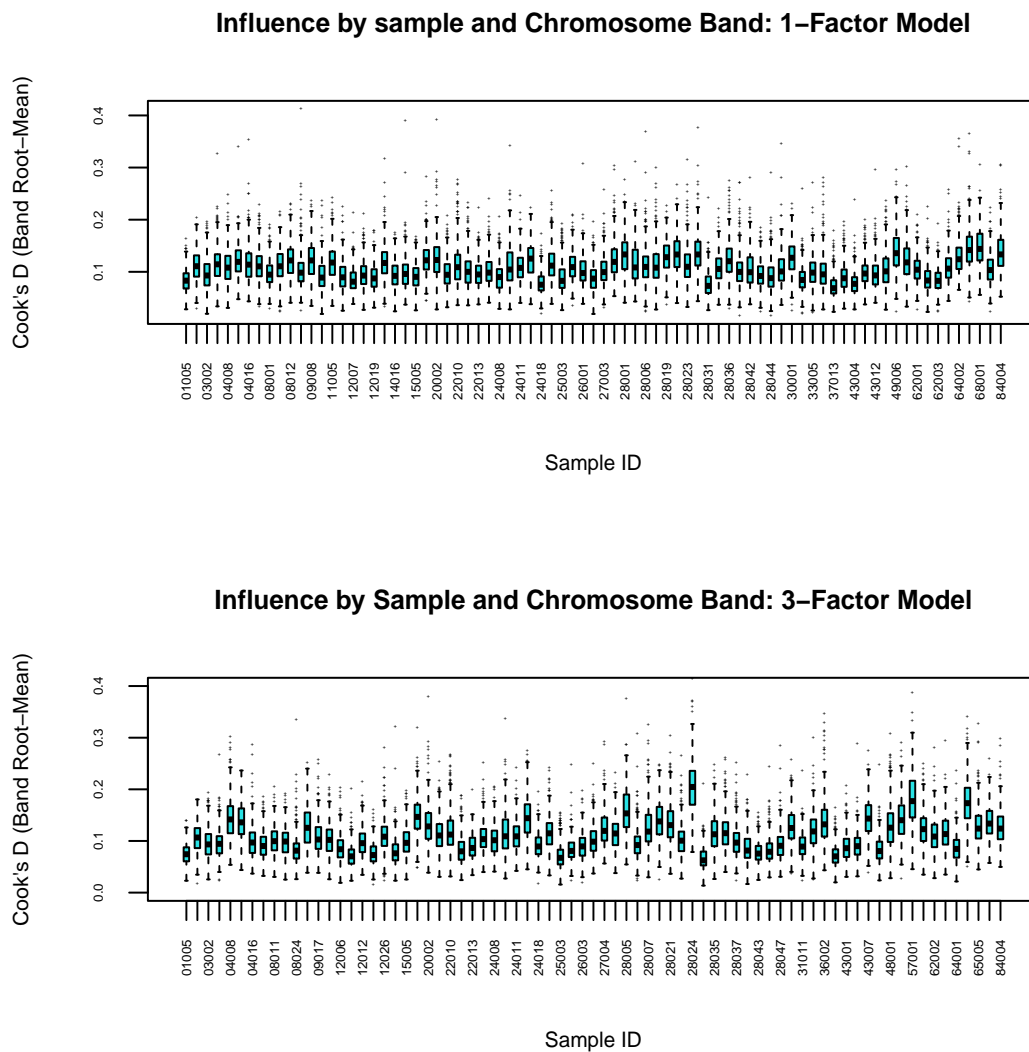 Influence by sample and Chromosome Band: 1−Factor Model
Cook's D (Band Root−Mean)
0.4
0.3
0.2
0.1
01005 03002 04008 04016 08001 08012 09008 11005 12007 12019 14016 15005 20002 22010 22013 24008 24011 24018 25003 26001 27003 28001 28006 28019 28023 28031 28036 28042 28044 30001 33005 37013 43004 43012 49006 62001 62003 64002 68001 84004
Sample ID
Influence by Sample and Chromosome Band: 3−Factor Model
Cook's D (Band Root−Mean)
0.4
0.3
0.2
0.1
0.0
01005 03002 04008 04016 08011 08024 09017 12006 12012 12026 15005 20002 22010 22013 24008 24011 24018 25003 26003 27004 28005 28007 28021 28024 28035 28037 28043 28047 31011 36002 43001 43007 48001 57001 62002 64001 65005 84004
Sample ID